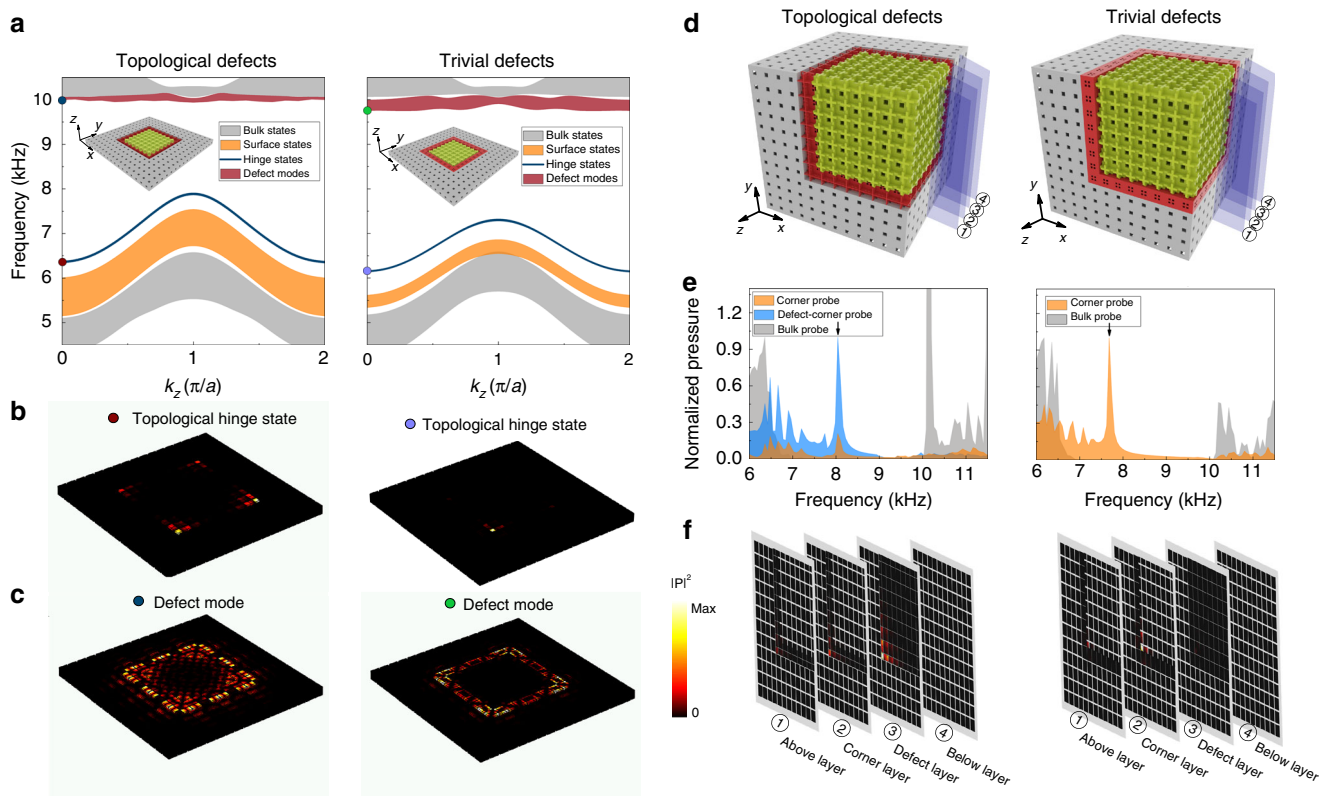 a
Topological defects
Trivial defects
Frequency (kHz)
10
9
8
7
6
5
z
y
x
Bulk states
Surface states
Hinge states
Defect modes
z
y
x
Bulk states
Surface states
Hinge states
Defect modes
0
1
2
0
1
2
k_z (π/a)
k_z (π/a)
b
Topological hinge state
Topological hinge state
c
Defect mode
Defect mode
d
Topological defects
Trivial defects
y
z
x
① ② ③ ④
y
z
x
① ② ③ ④
e
Normalized pressure
1.2
0.9
0.6
0.3
0.0
Corner probe
Defect-corner probe
Bulk probe
Corner probe
Bulk probe
6 7 8 9 10 11
6 7 8 9 10 11
Frequency (kHz)
Frequency (kHz)
f
|P|²
Max
0
① Above layer
② Corner layer
③ Defect layer
④ Below layer
① Above layer
② Corner layer
③ Defect layer
④ Below layer